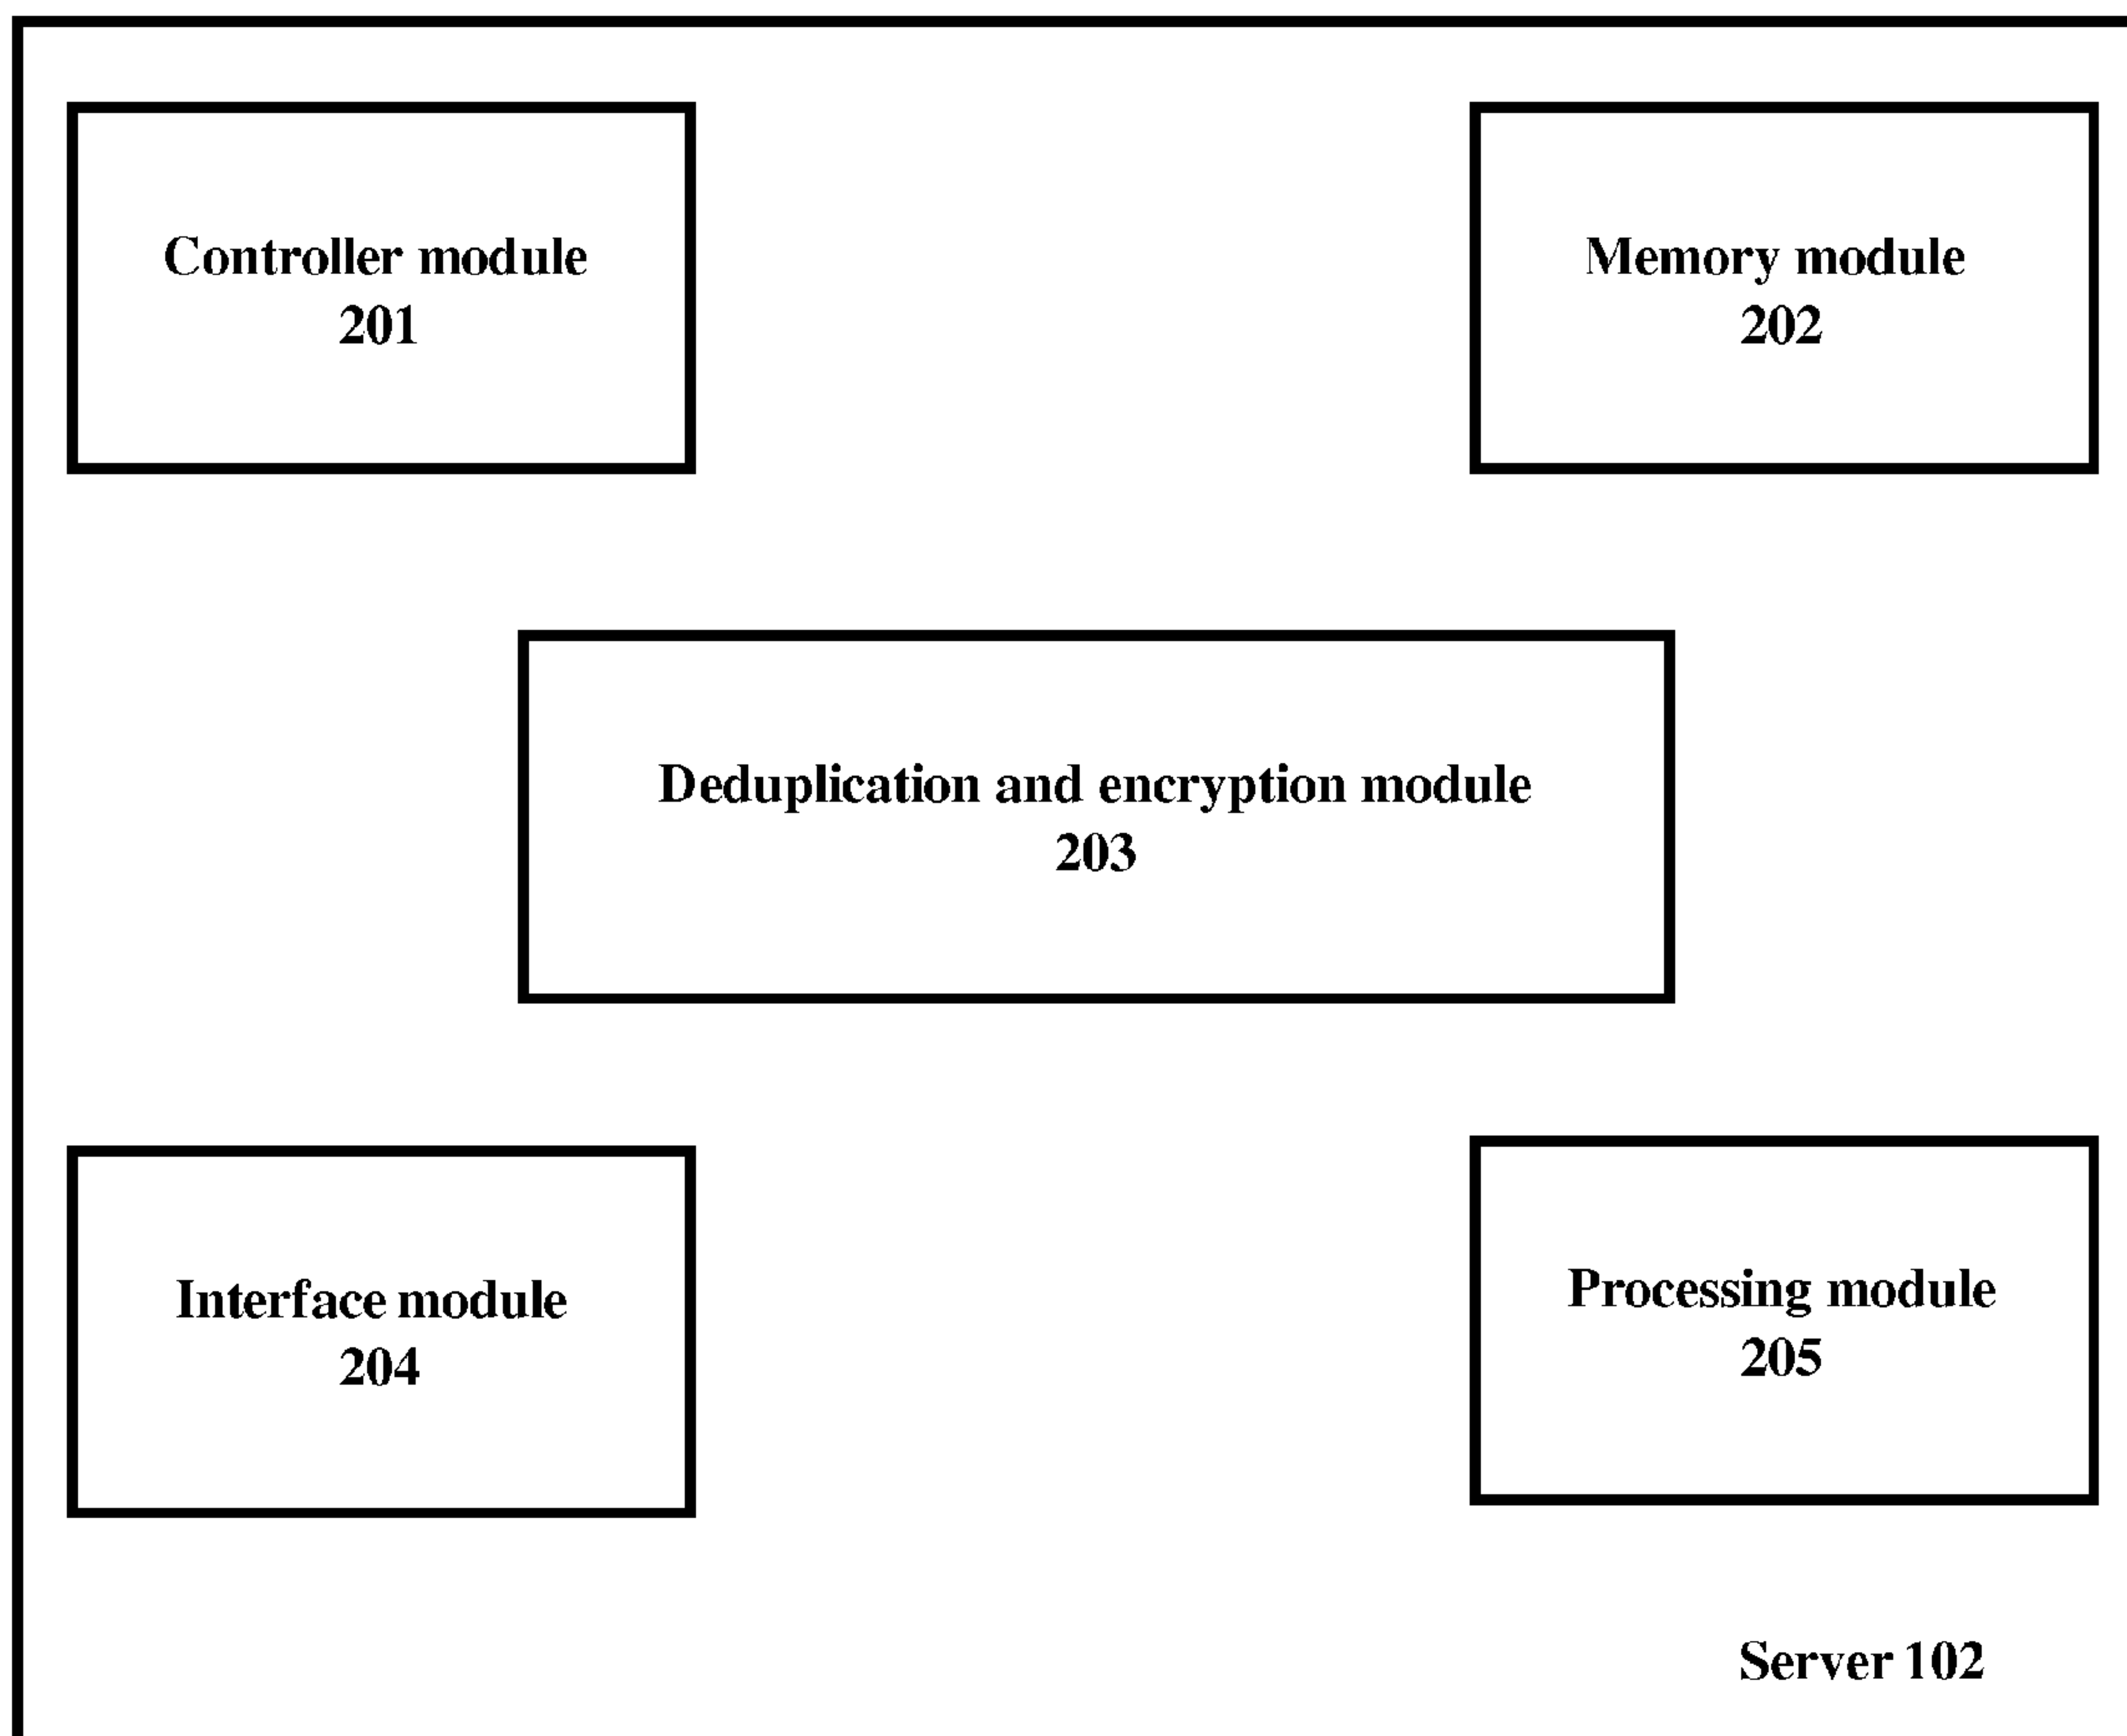 Controller module
201
Memory module
202
Deduplication and encryption module
203
Interface module
204
Processing module
205
Server 102